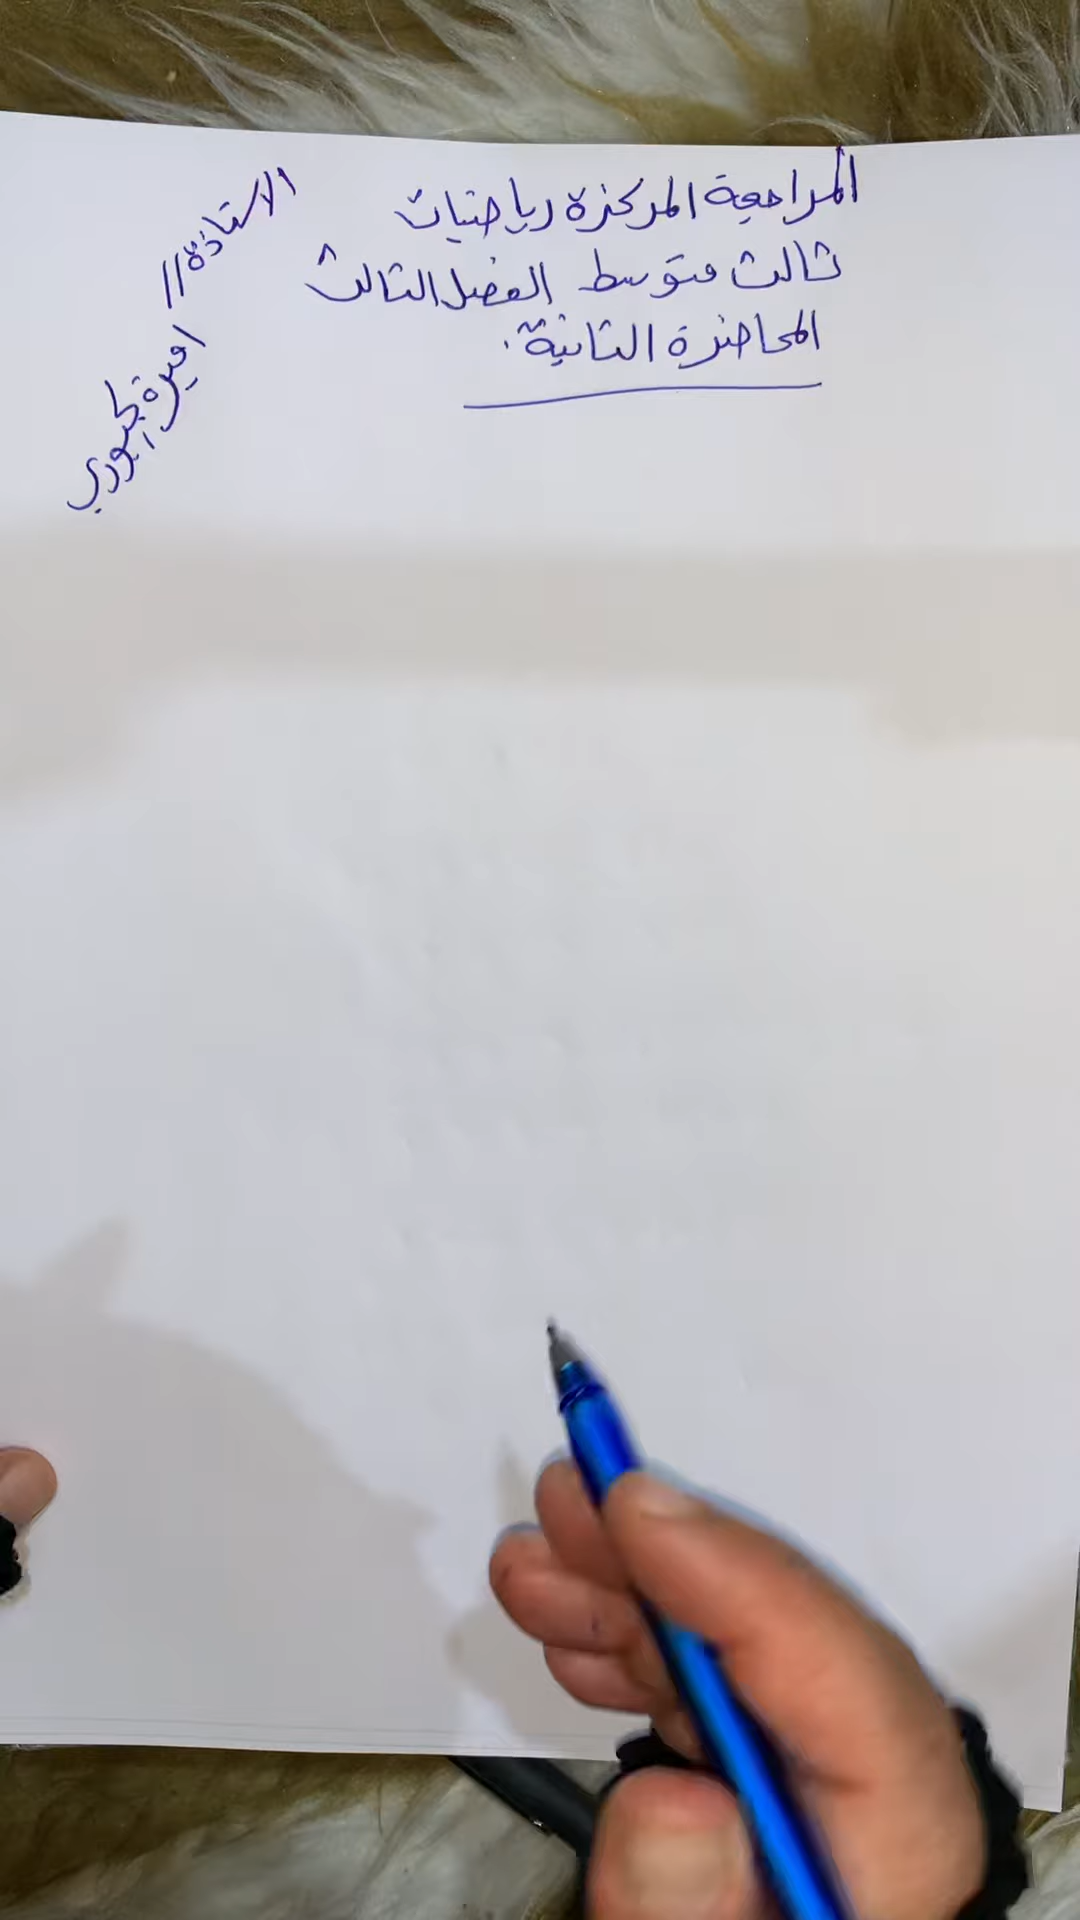 المراجعة المركزة رياضيات
ثالث متوسط الفصل الثالث
المحاضرة الثانية.
الاستاذة //
اميرة الجبوري